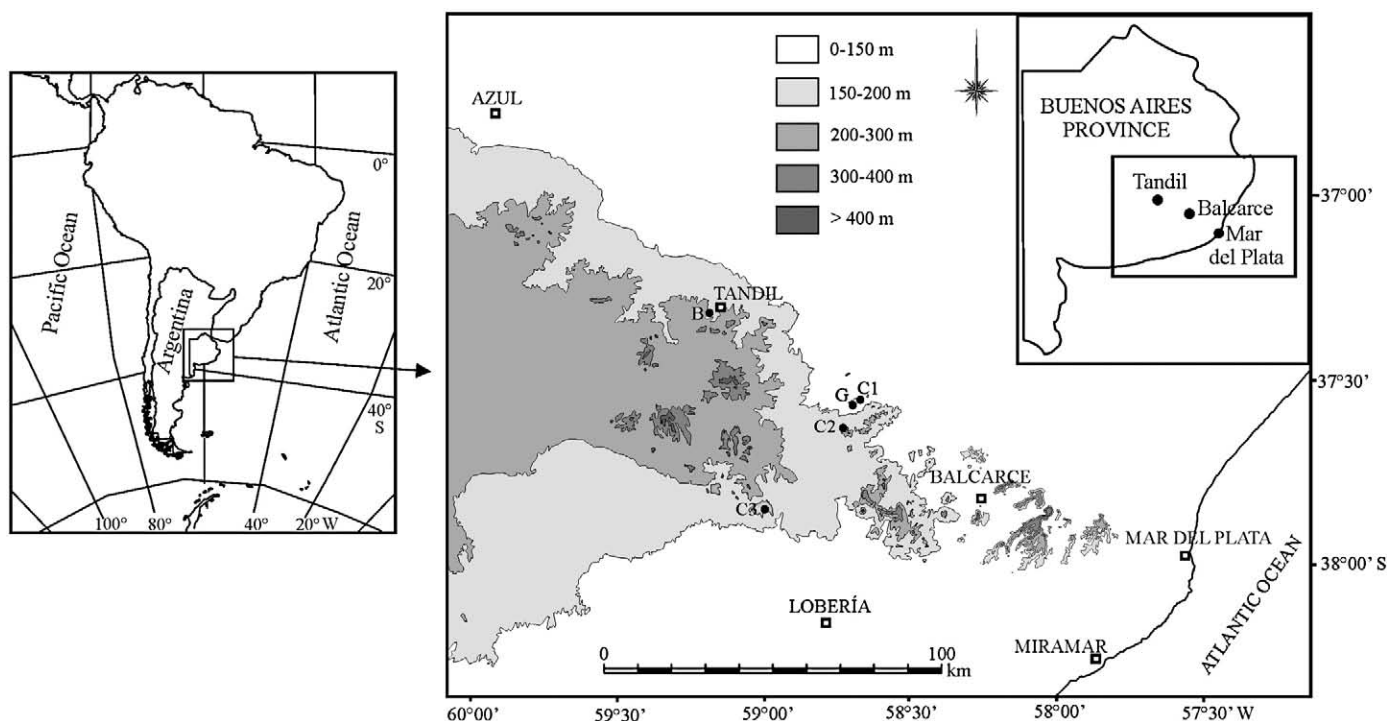 Pacific Ocean
Argentina
Atlantic Ocean
0°
20°
40°
S
100°
80°
40°
20° W
0-150 m
150-200 m
200-300 m
300-400 m
> 400 m
AZUL
TANDIL
B
G
C1
C2
C3
BALCARCE
MAR DEL PLATA
LOBERÍA
MIRAMAR
ATLANTIC OCEAN
0
100
km
BUENOS AIRES
PROVINCE
Tandil
Balcarce
Mar
del Plata
37°00'
37°30'
38°00' S
60°00'
59°30'
59°00'
58°30'
58°00'
57°30' W